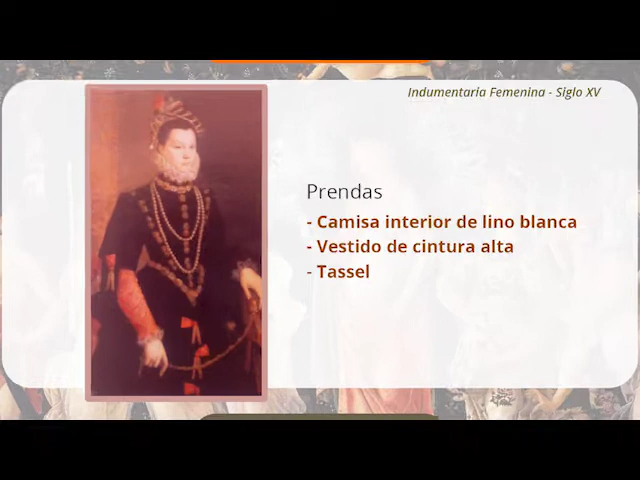 Indumentaria Femenina - Siglo XV
Prendas
- Camisa interior de lino blanca
- Vestido de cintura alta
- Tassel